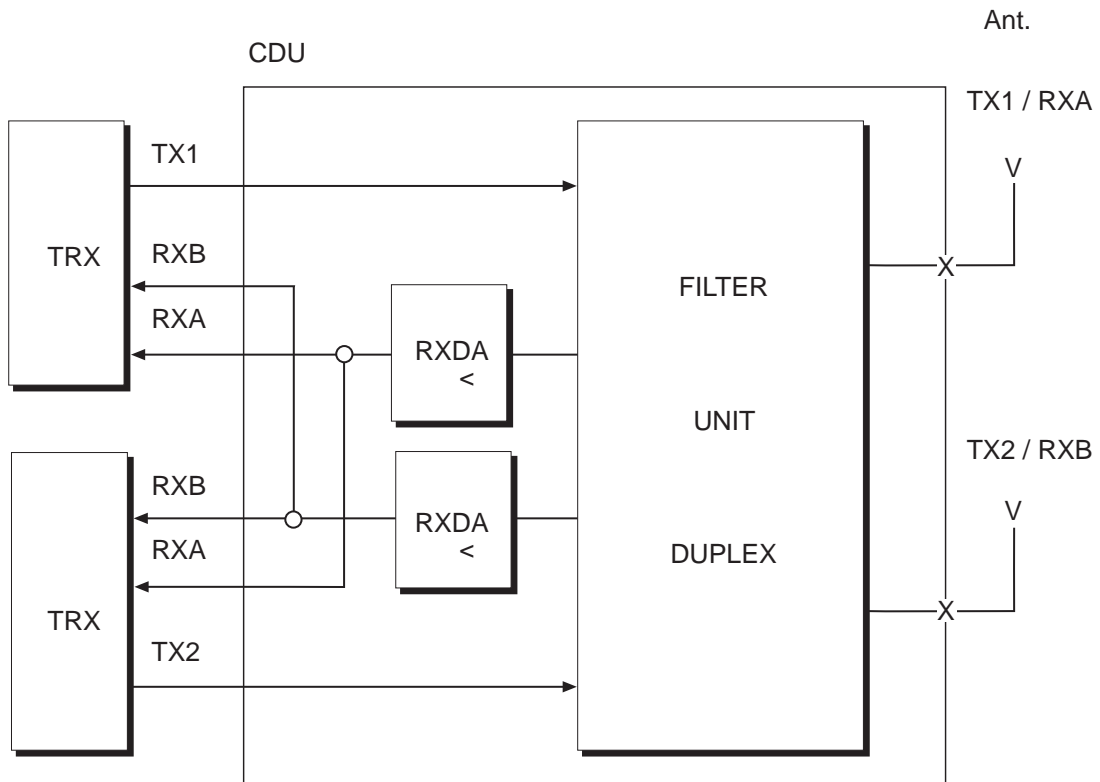 Ant.
CDU
TX1 / RXA
TX1
V
TRX
RXB
X
FILTER
RXA
RXDA
<
UNIT
TX2 / RXB
RXB
V
RXDA
<
RXA
DUPLEX
TRX
X
TX2